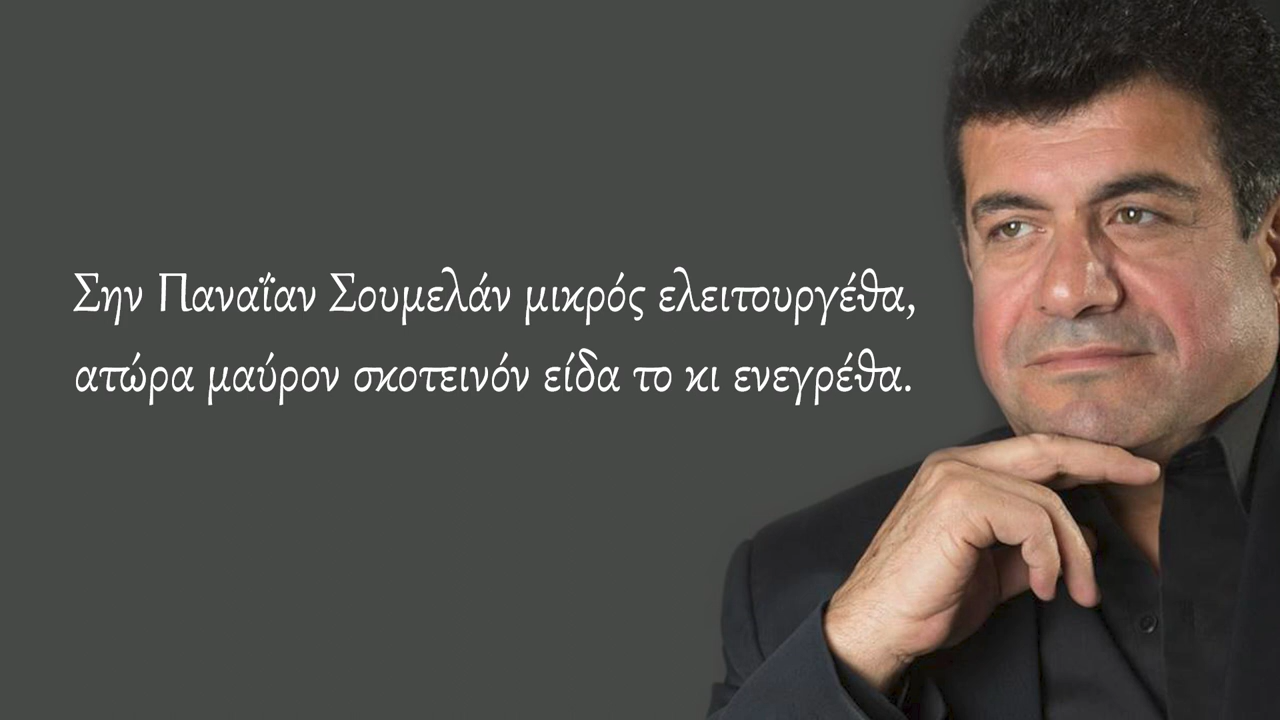 Σην Παναΐαν Σουμελάν μικρός ελειτουργέθα,
ατώρα μαύρον σκοτεινόν είδα το κι ενεγρέθα.